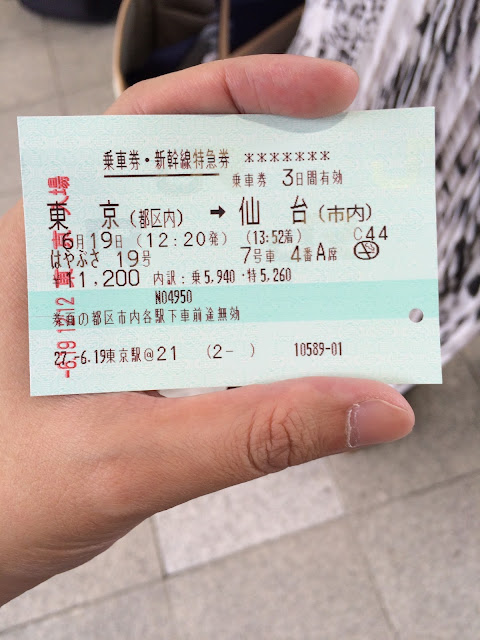 乗車券・新幹線特急券 *******
乗車券 3日間有効
東 京(都区内) → 仙 台(市内)
6月19日(12:20発) (13:52着) C44
はやぶさ 19号 7号車 4番A席
¥11,200 内訳:乗5,940・特5,260
N04950
券面の都区市内各駅下車前途無効
27.-6.19東京駅@21 (2- ) 10589-01